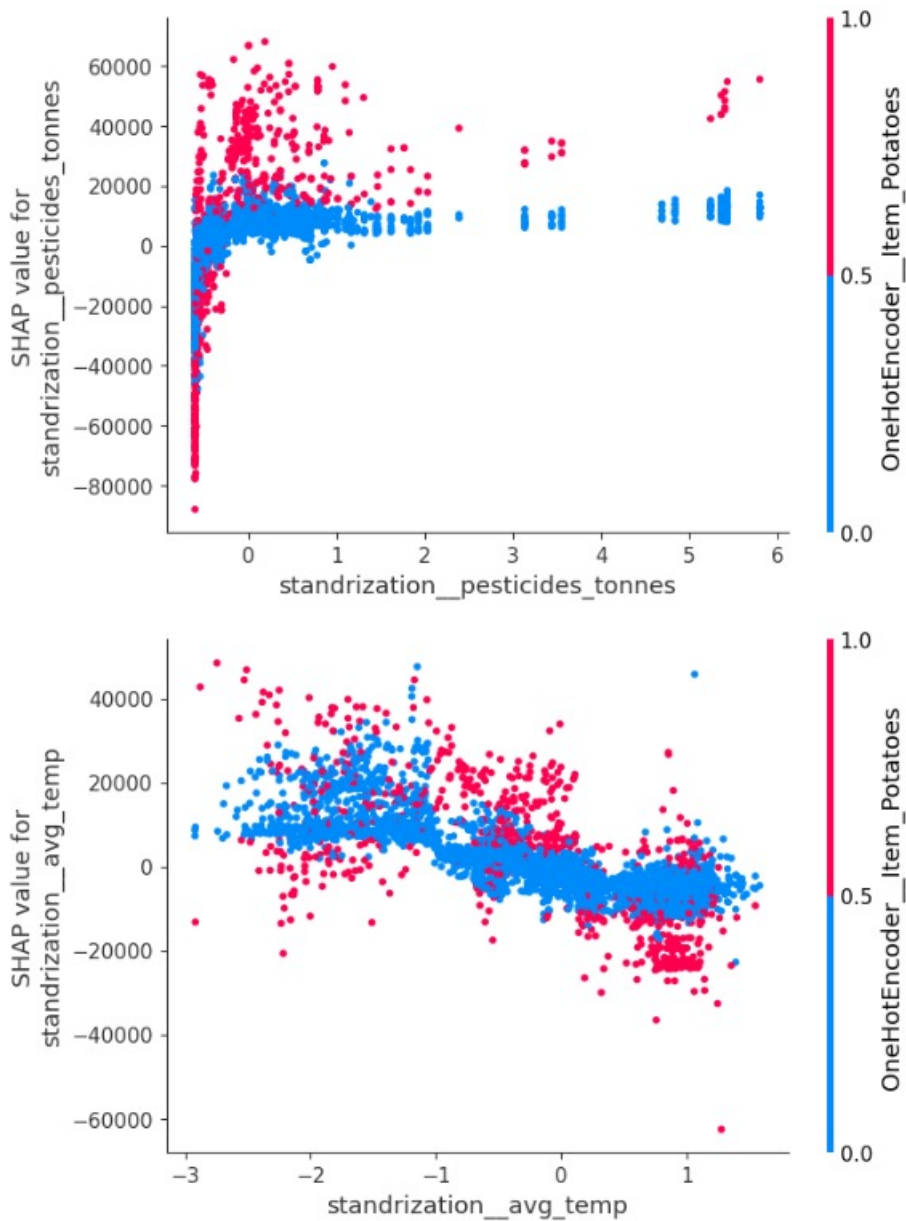 SHAP value for
standrization__pesticides_tonnes
60000
40000
20000
0
−20000
−40000
−60000
−80000
0 1 2 3 4 5 6
standrization__pesticides_tonnes
1.0
0.5
0.0
OneHotEncoder__Item_Potatoes
SHAP value for
standrization__avg_temp
40000
20000
0
−20000
−40000
−60000
−3 −2 −1 0 1
standrization__avg_temp
1.0
0.5
0.0
OneHotEncoder__Item_Potatoes